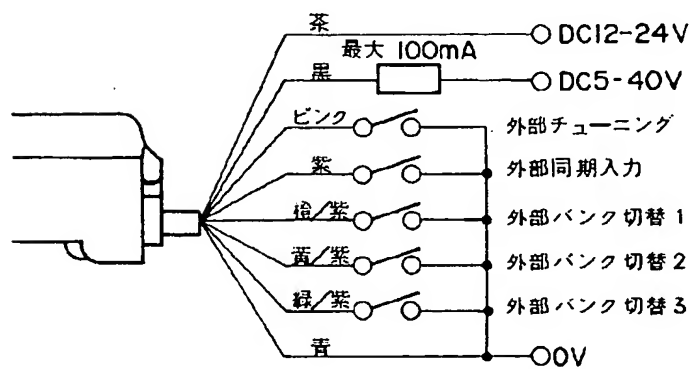 茶 DC12-24V
黒 最大 100mA DC5-40V
ピンク 外部チューニング
紫 外部同期入力
橙/紫 外部バンク切替 1
黄/紫 外部バンク切替 2
緑/紫 外部バンク切替 3
青 0V